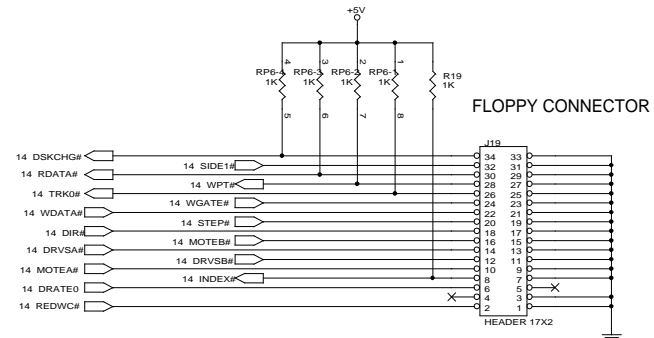 +5V
4 3 2 1
RP6-4 RP6-3 RP6-2 RP6-1 R19
1K 1K 1K 1K 1K
5 6 7 8
FLOPPY CONNECTOR
J19
14 DSKCHG# 34 33
14 SIDE1# 32 31
14 RDATA# 30 29
14 WPT# 28 27
14 TRK0# 26 25
14 WGATE# 24 23
14 WDATA# 22 21
14 STEP# 20 19
14 DIR# 18 17
14 MOTEB# 16 15
14 DRVSA# 14 13
14 DRVSB# 12 11
14 MOTEA# 10 9
14 INDEX# 8 7
14 DRATE0 6 5
4 3
14 REDWC# 2 1
HEADER 17X2